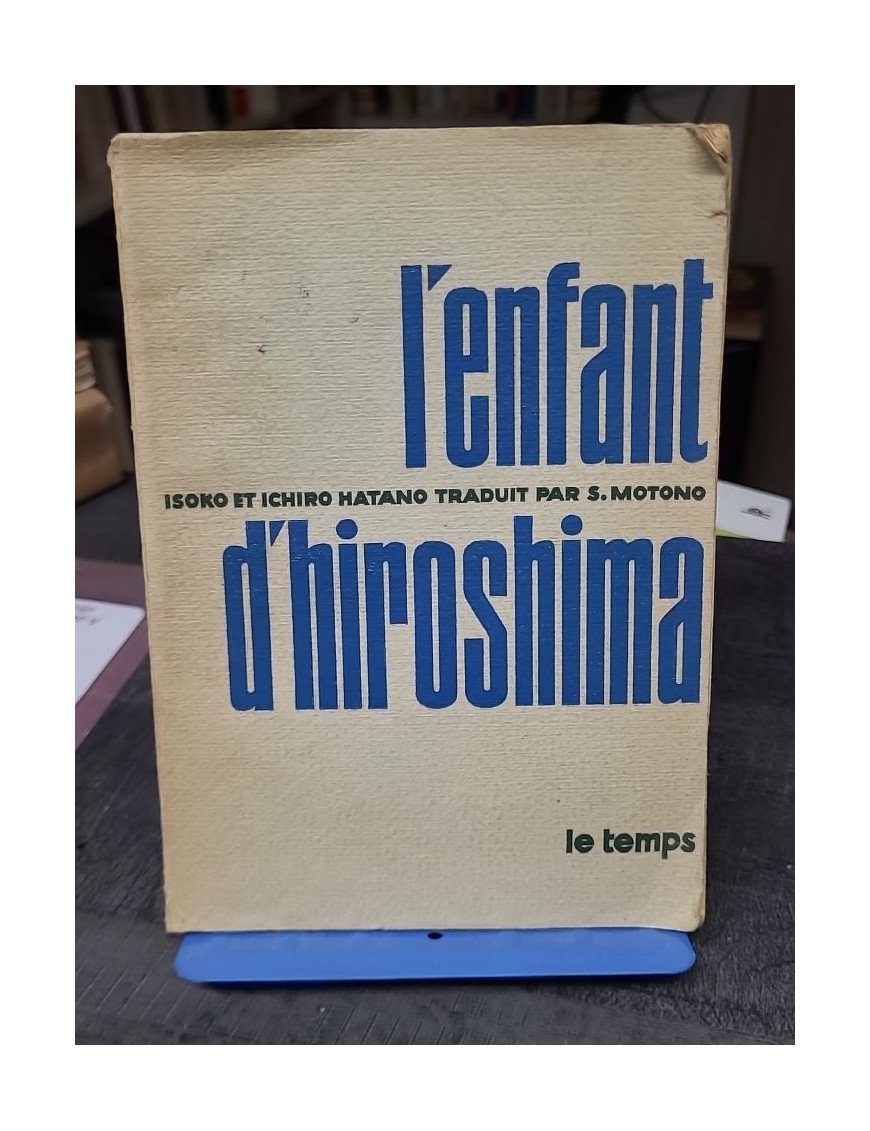 l'enfant
ISOKO ET ICHIRO HATANO TRADUIT PAR S. MOTONO
d'hiroshima
le temps